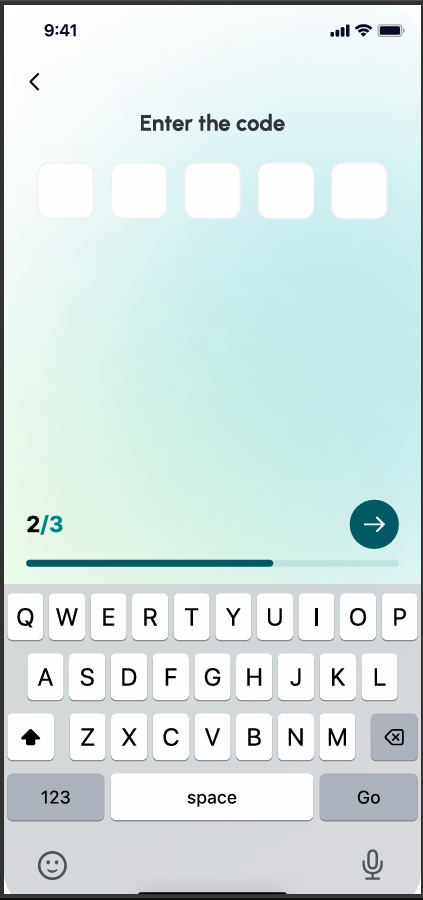 9:41
Enter the code
2/3
Q W E R T Y U I O P
A S D F G H J K L
Z X C V B N M
123 space Go